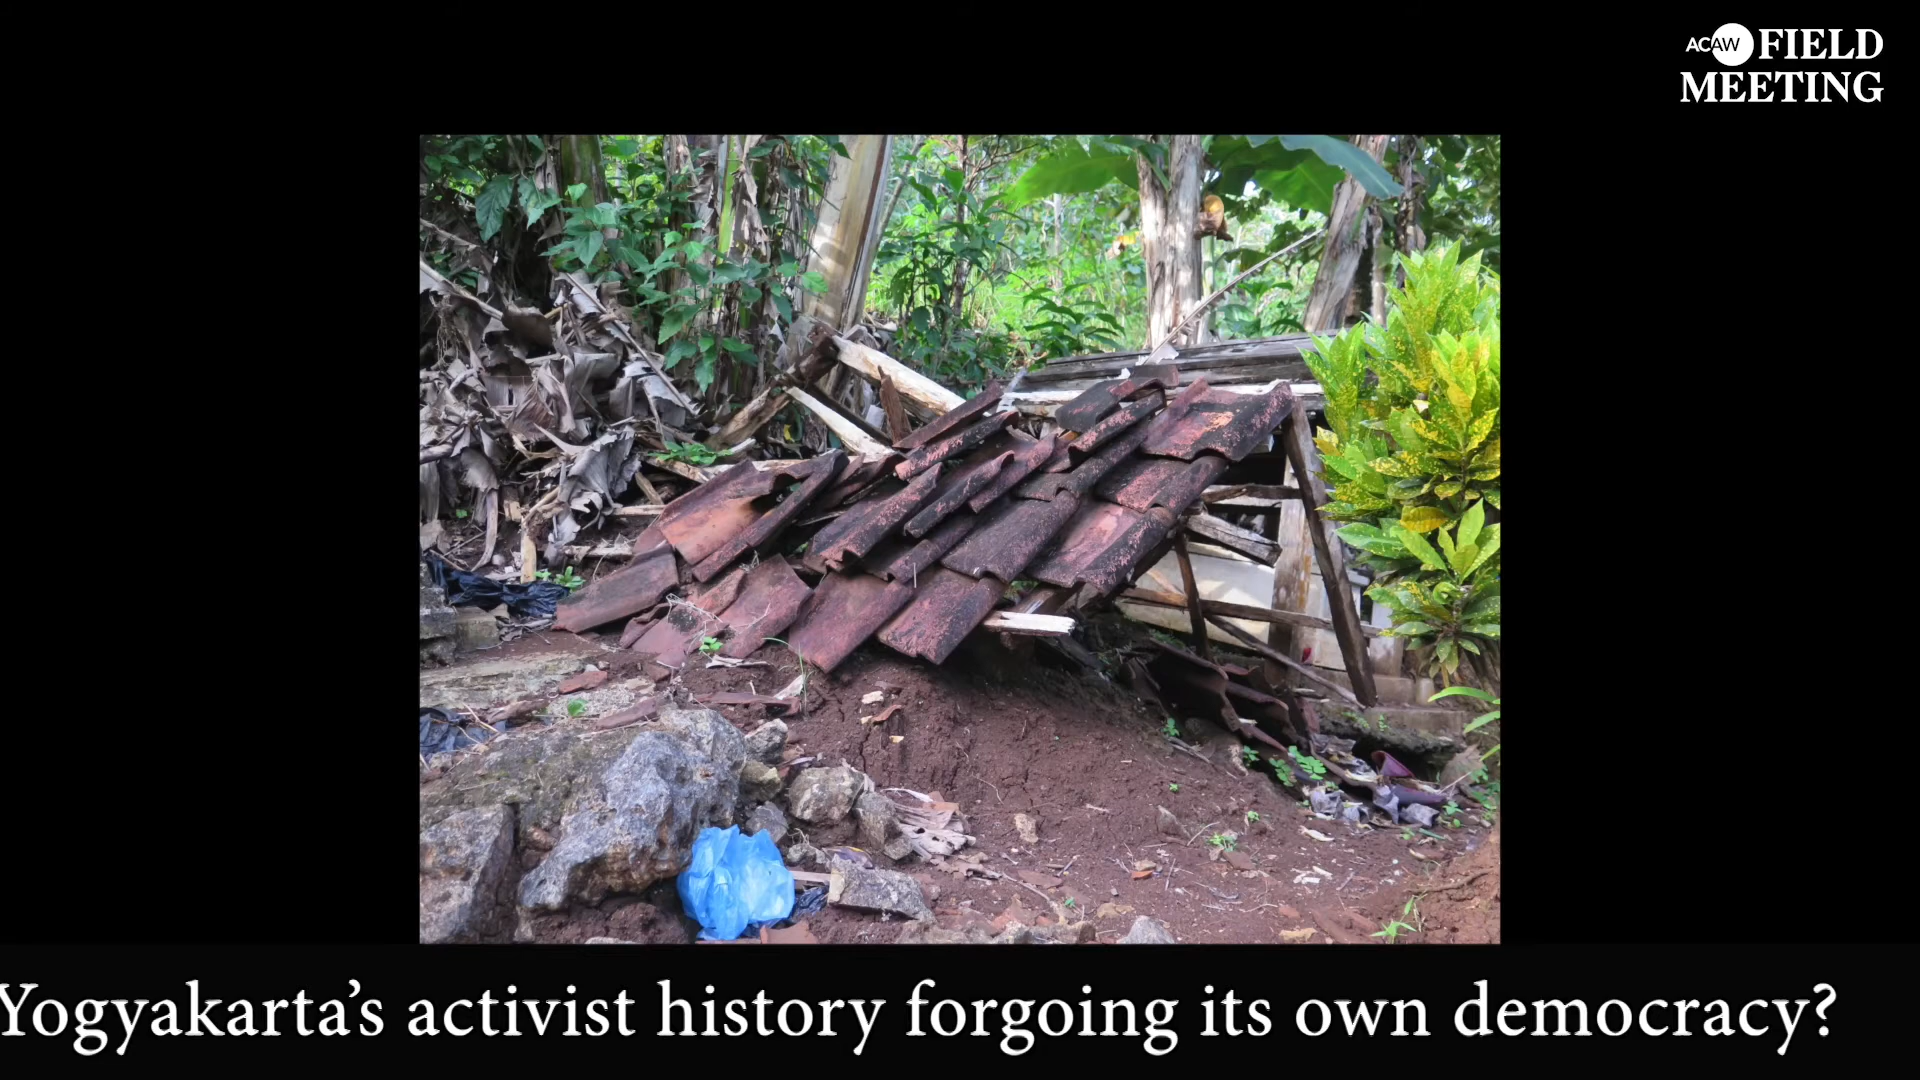 ACAW FIELD
MEETING
Yogyakarta’s activist history forgoing its own democracy?